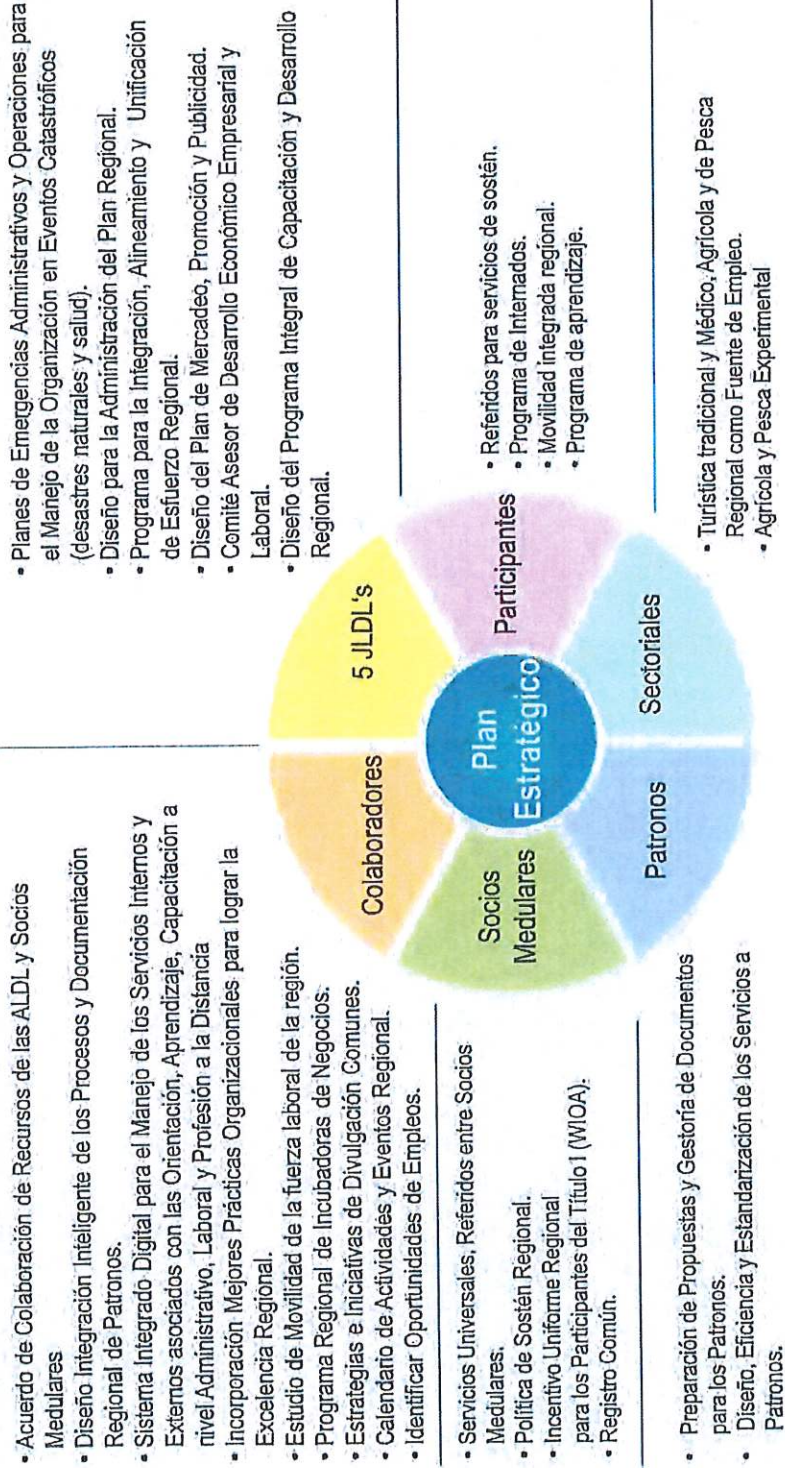 • Acuerdo de Colaboración de Recursos de las ALDL y Socios
Medulares
• Diseño Integración Inteligente de los Procesos y Documentación
Regional de Patronos.
• Sistema Integrado Digital para el Manejo de los Servicios Internos y
Externos asociados con las Orientación, Aprendizaje, Capacitación a
nivel Administrativo, Laboral y Profesión a la Distancia
• Incorporación Mejores Prácticas Organizacionales para lograr la
Excelencia Regional.
• Estudio de Movilidad de la fuerza laboral de la región.
• Programa Regional de Incubadoras de Negocios.
• Estrategias e Iniciativas de Divulgación Comunes.
• Calendario de Actividades y Eventos Regional.
• Identificar Oportunidades de Empleos.
• Planes de Emergencias Administrativos y Operaciones para
el Manejo de la Organización en Eventos Catastróficos
(desastres naturales y salud).
• Diseño para la Administración del Plan Regional.
• Programa para la Integración, Alineamiento y Unificación
de Esfuerzo Regional.
• Diseño del Plan de Mercadeo, Promoción y Publicidad.
• Comité Asesor de Desarrollo Económico Empresarial y
Laboral.
• Diseño del Programa Integral de Capacitación y Desarrollo
Regional.
Colaboradores
5 JLDL's
Socios
Medulares
Plan
Estratégico
Participantes
Patronos
Sectoriales
• Servicios Universales, Referidos entre Socios
Medulares.
• Política de Sostén Regional.
• Incentivo Uniforme Regional
para los Participantes del Título I (WIOA).
• Registro Común.
• Referidos para servicios de sostén.
• Programa de Internados.
• Movilidad integrada regional.
• Programa de aprendizaje.
• Preparación de Propuestas y Gestoría de Documentos
para los Patronos.
• Diseño, Eficiencia y Estandarización de los Servicios a
Patronos.
• Turística tradicional y Médico, Agrícola y de Pesca
Regional como Fuente de Empleo.
• Agrícola y Pesca Experimental